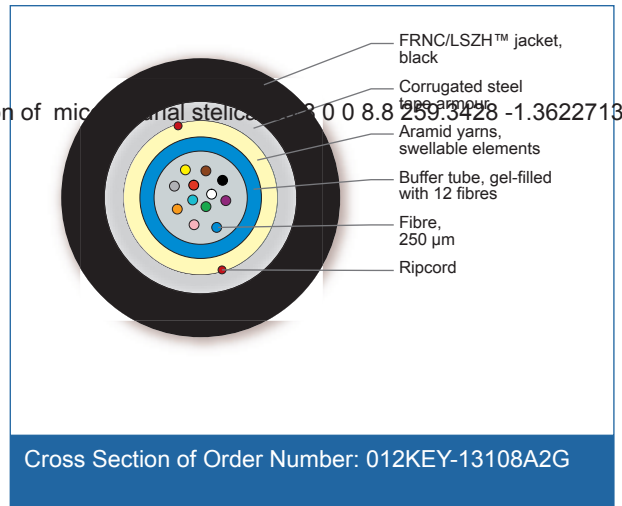 FRNC/LSZH™ jacket,
black
Corrugated steel
tape armour
n of mic 0 0 8.8 259.3428 -1.3622713
Aramid yarns,
swellable elements
Buffer tube, gel-filled
with 12 fibres
Fibre,
250 µm
Ripcord
Cross Section of Order Number: 012KEY-13108A2G